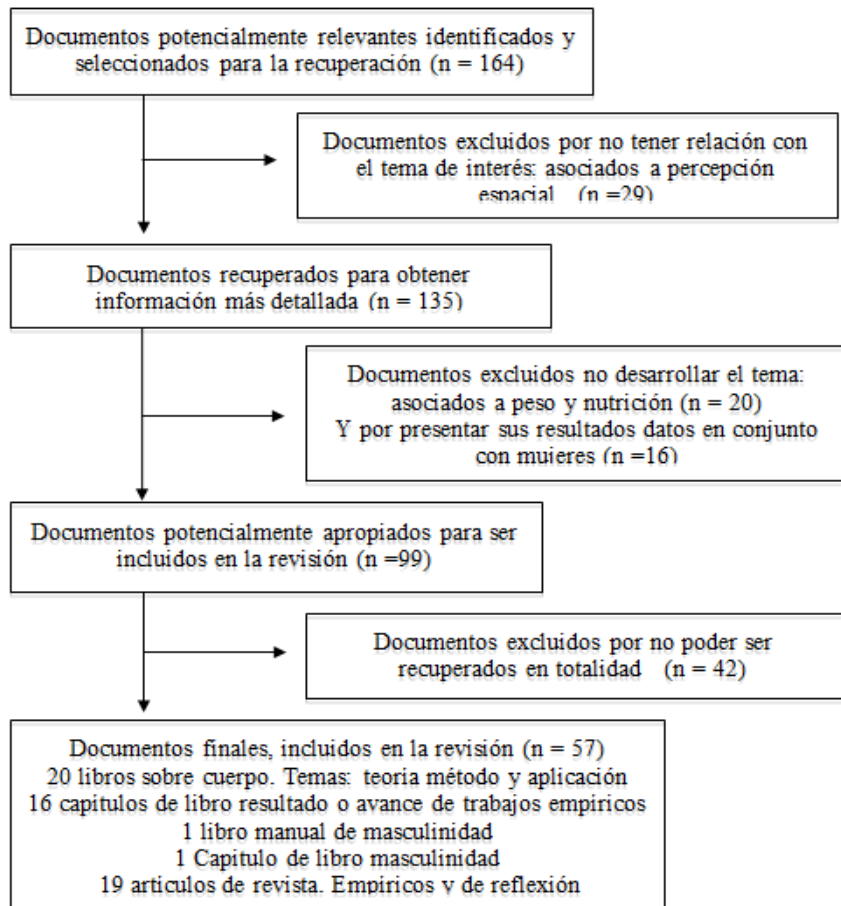 Documentos potencialmente relevantes identificados y
seleccionados para la recuperación (n = 164)
Documentos excluidos por no tener relación con
el tema de interés: asociados a percepción
espacial (n =29)
Documentos recuperados para obtener
información más detallada (n = 135)
Documentos excluidos no desarrollar el tema:
asociados a peso y nutrición (n = 20)
Y por presentar sus resultados datos en conjunto
con mujeres (n =16)
Documentos potencialmente apropiados para ser
incluidos en la revisión (n =99)
Documentos excluidos por no poder ser
recuperados en totalidad (n = 42)
Documentos finales, incluidos en la revisión (n = 57)
20 libros sobre cuerpo. Temas: teoria método y aplicación
16 capitulos de libro resultado o avance de trabajos empíricos
1 libro manual de masculinidad
1 Capitulo de libro masculinidad
19 articulos de revista. Empíricos y de reflexión